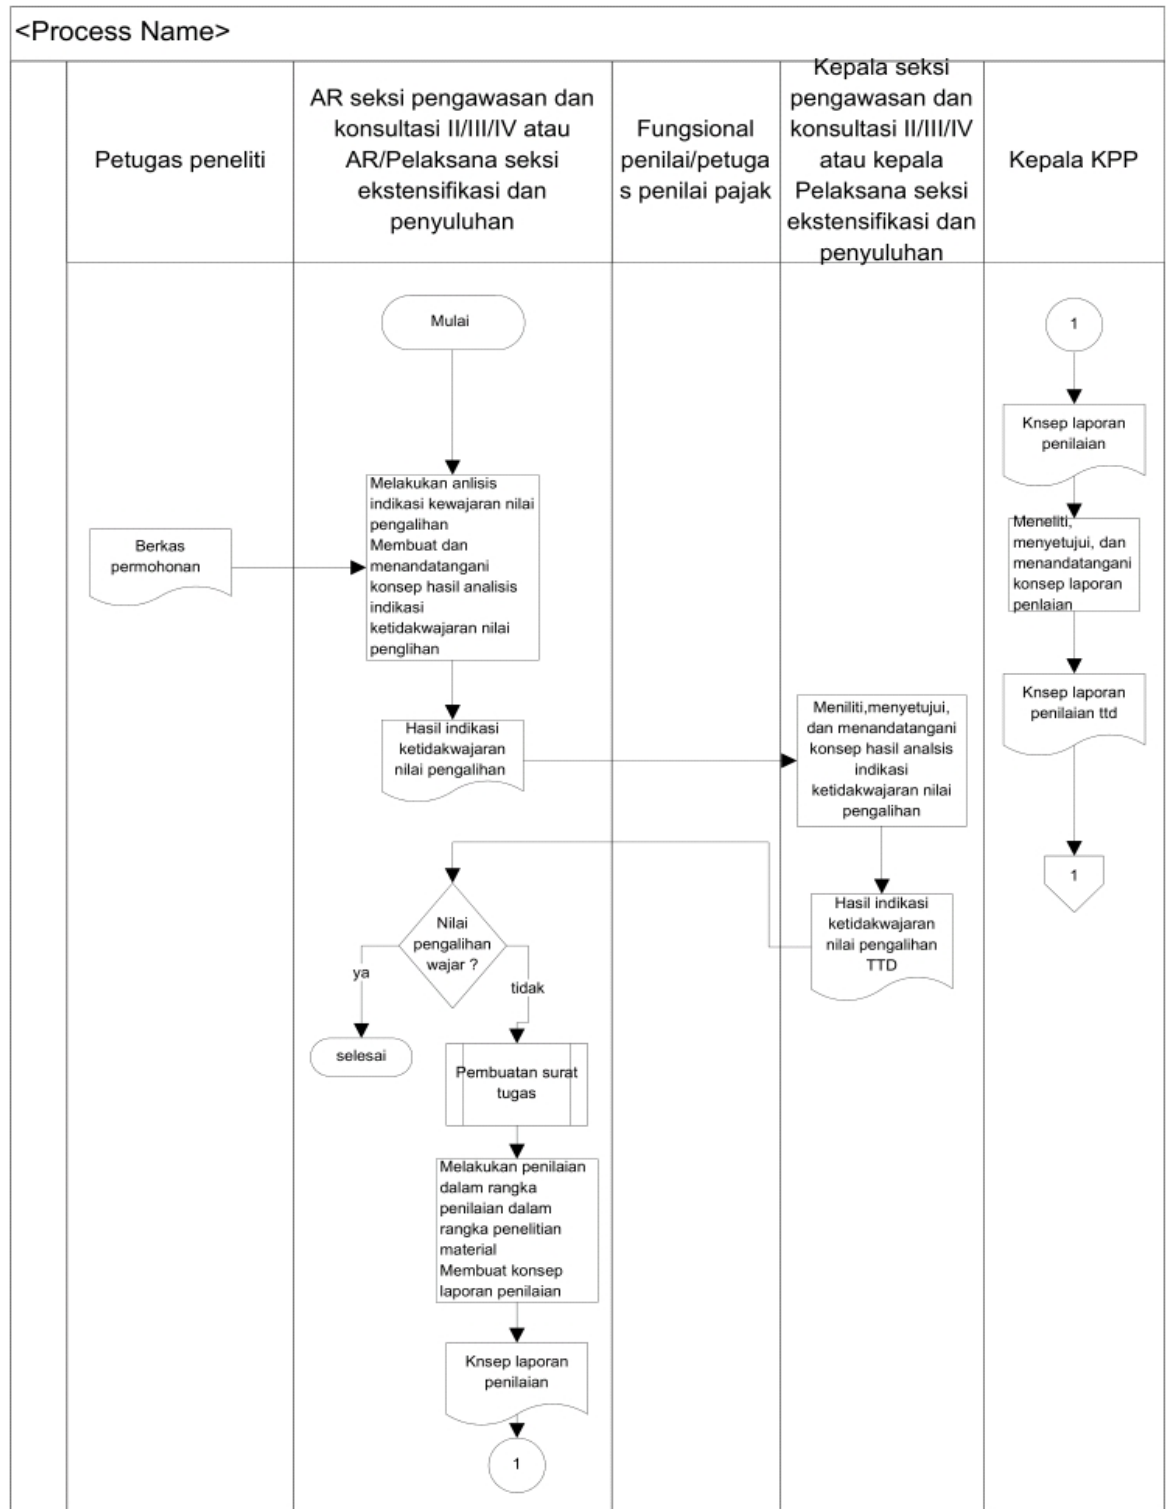 <Process Name>
Petugas peneliti
AR seksi pengawasan dan
konsultasi II/III/IV atau
AR/Pelaksana seksi
ekstensifikasi dan
penyuluhan
Fungsional
penilai/petuga
s penilai pajak
Kepala seksi
pengawasan dan
konsultasi II/III/IV
atau kepala
Pelaksana seksi
ekstensifikasi dan
penyuluhan
Kepala KPP
Mulai
Berkas
permohonan
Melakukan anlisis
indikasi kewajaran nilai
pengalihan
Membuat dan
menandatangani
konsep hasil analisis
indikasi
ketidakwajaran nilai
penglihan
Hasil indikasi
ketidakwajaran
nilai pengalihan
Meniliti,menyetujui,
dan menandatangani
konsep hasil analsis
indikasi
ketidakwajaran nilai
pengalihan
Hasil indikasi
ketidakwajaran
nilai pengalihan
TTD
Nilai
pengalihan
wajar ?
ya
tidak
selesai
Pembuatan surat
tugas
Melakukan penilaian
dalam rangka
penilaian dalam
rangka penelitian
material
Membuat konsep
laporan penilaian
Knsep laporan
penilaian
1
1
Knsep laporan
penilaian
Meneliti,
menyetujui, dan
menandatangani
konsep laporan
penlaian
Knsep laporan
penilaian ttd
1